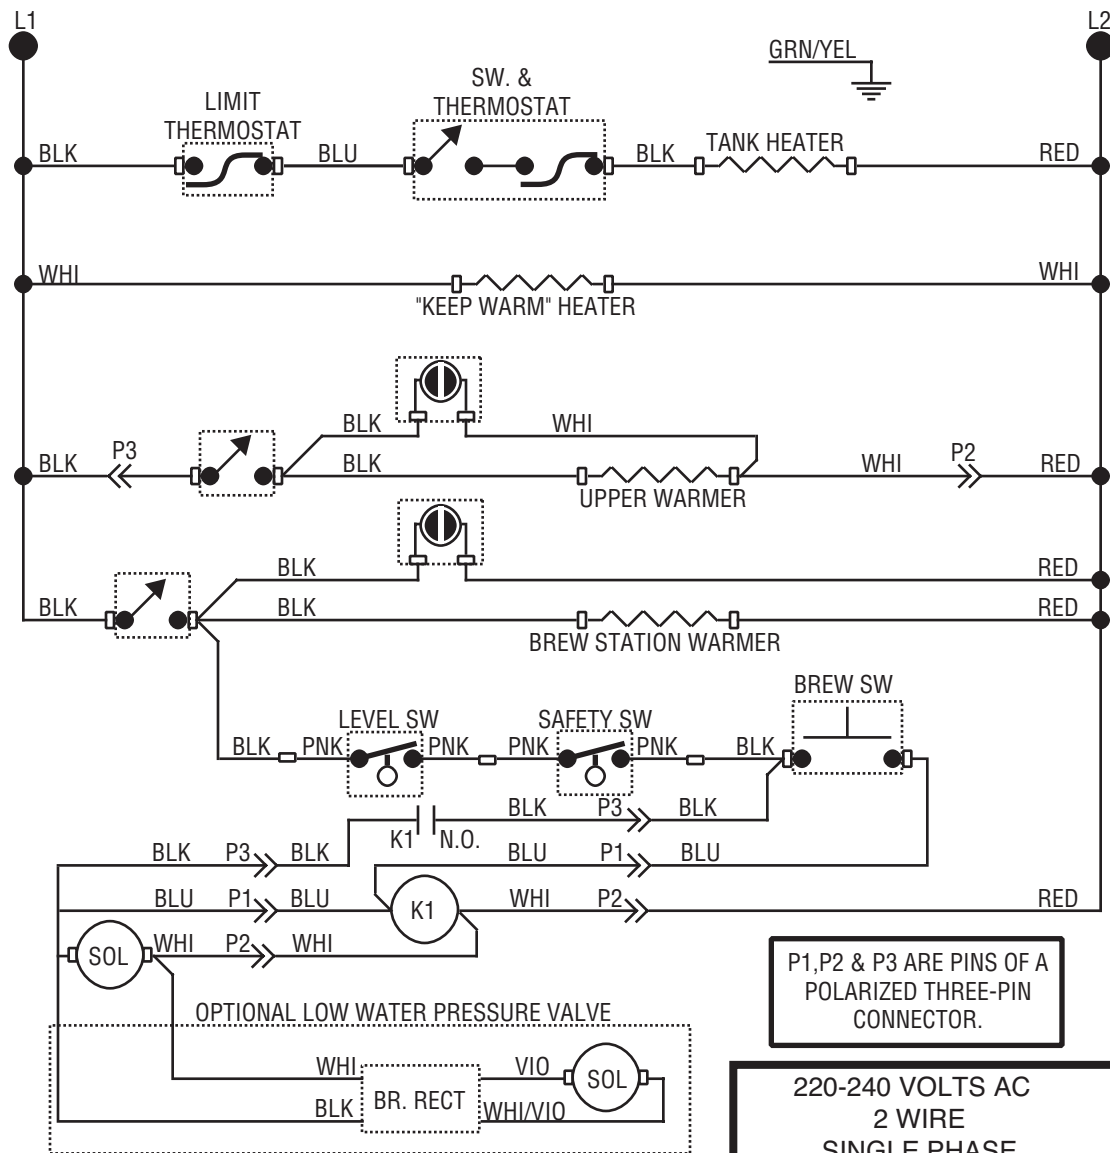 L1
L2
GRN/YEL
SW. &
THERMOSTAT
LIMIT
THERMOSTAT
BLK
BLU
BLK
TANK HEATER
RED
WHI
WHI
"KEEP WARM" HEATER
BLK
WHI
BLK
P3
BLK
WHI
P2
RED
UPPER WARMER
BLK
RED
BLK
BLK
RED
BREW STATION WARMER
BREW SW
LEVEL SW
SAFETY SW
BLK
PNK
PNK
PNK
PNK
BLK
BLK
P3
BLK
K1
N.O.
BLK
P3
BLK
BLU
P1
BLU
BLU
P1
BLU
K1
WHI
P2
RED
SOL
WHI
P2
WHI
P1,P2 & P3 ARE PINS OF A
POLARIZED THREE-PIN
CONNECTOR.
OPTIONAL LOW WATER PRESSURE VALVE
WHI
BR. RECT
VIO
SOL
BLK
WHI/VIO
220-240 VOLTS AC
2 WIRE
SINGLE PHASE